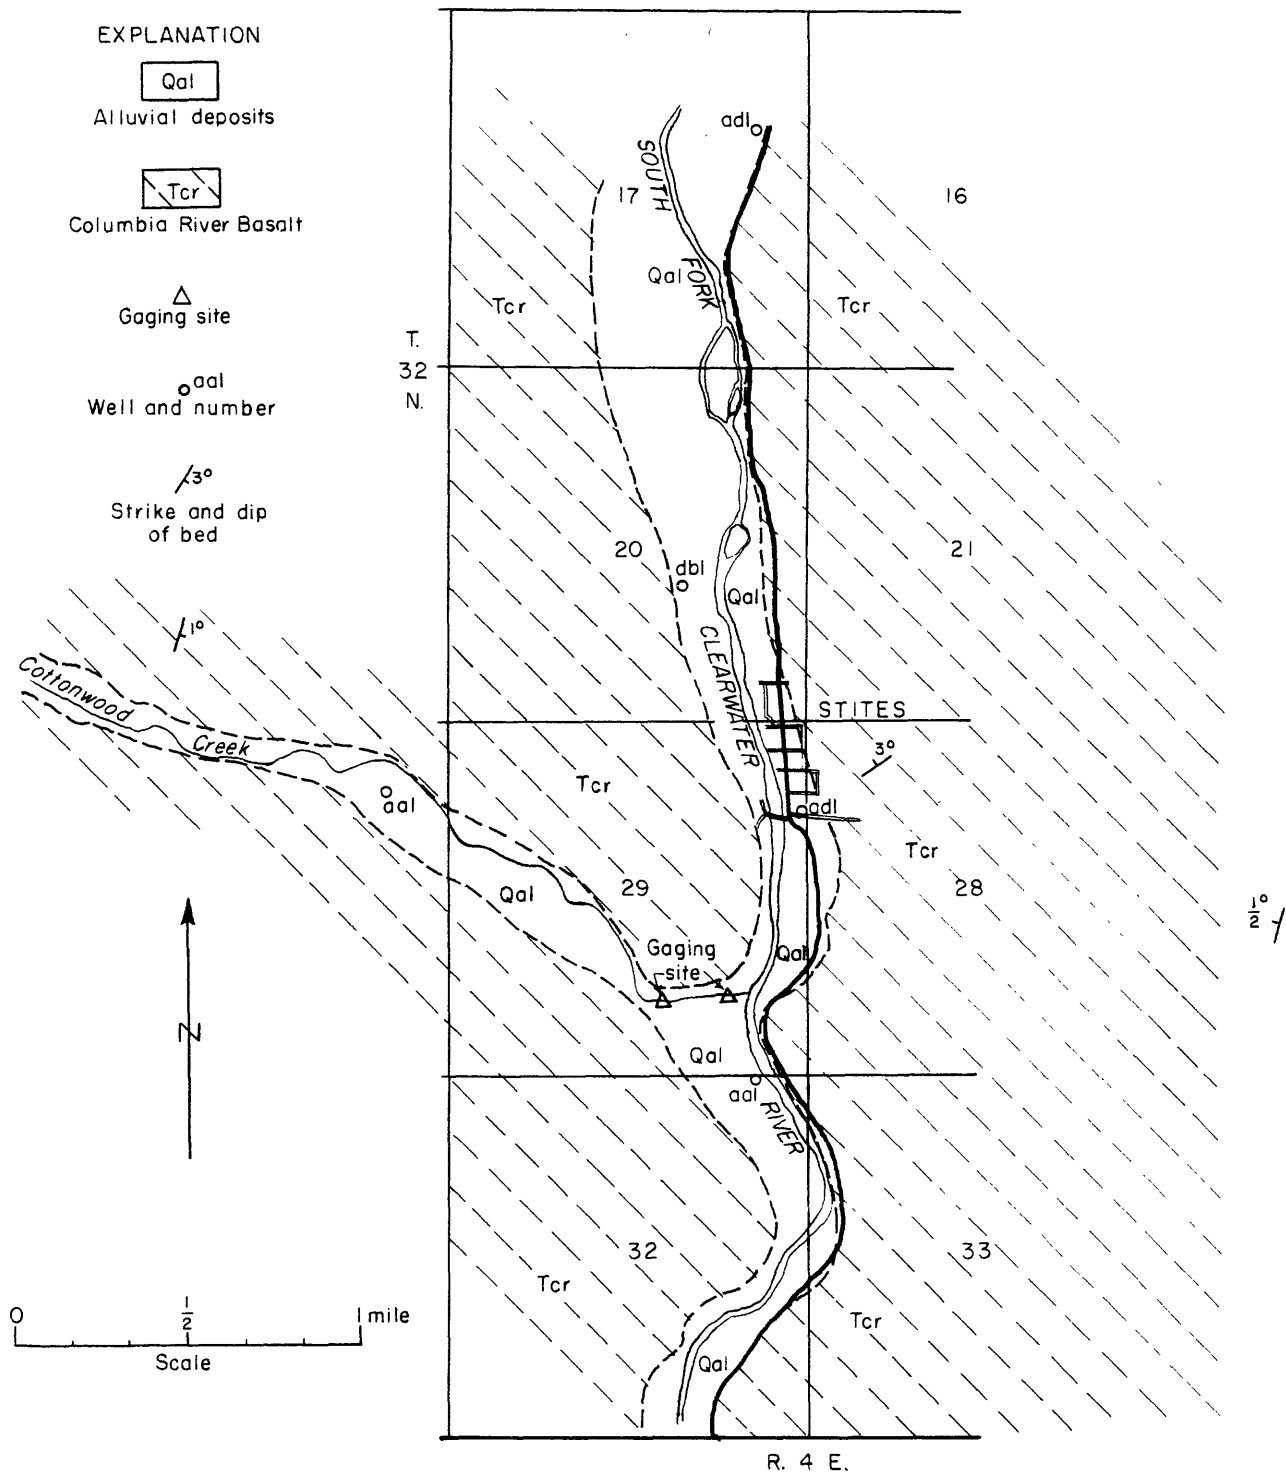 EXPLANATION
Qal
Alluvial deposits
Tcr
Columbia River Basalt
Gaging site
aal
Well and number
3°
Strike and dip
of bed
adl
17
16
SOUTH
FORK
Qal
Tcr
Tcr
T.
32
N.
20
21
dbl
Qal
1°
CLEARWATER
STITES
Cottonwood
Creek
3°
Tcr
aal
adl
Tcr
29
28
Qal
1/2°
Gaging
site
Qal
N
Qal
aal
RIVER
32
33
Tcr
Tcr
Qal
0 1/2 1 mile
Scale
R. 4 E.